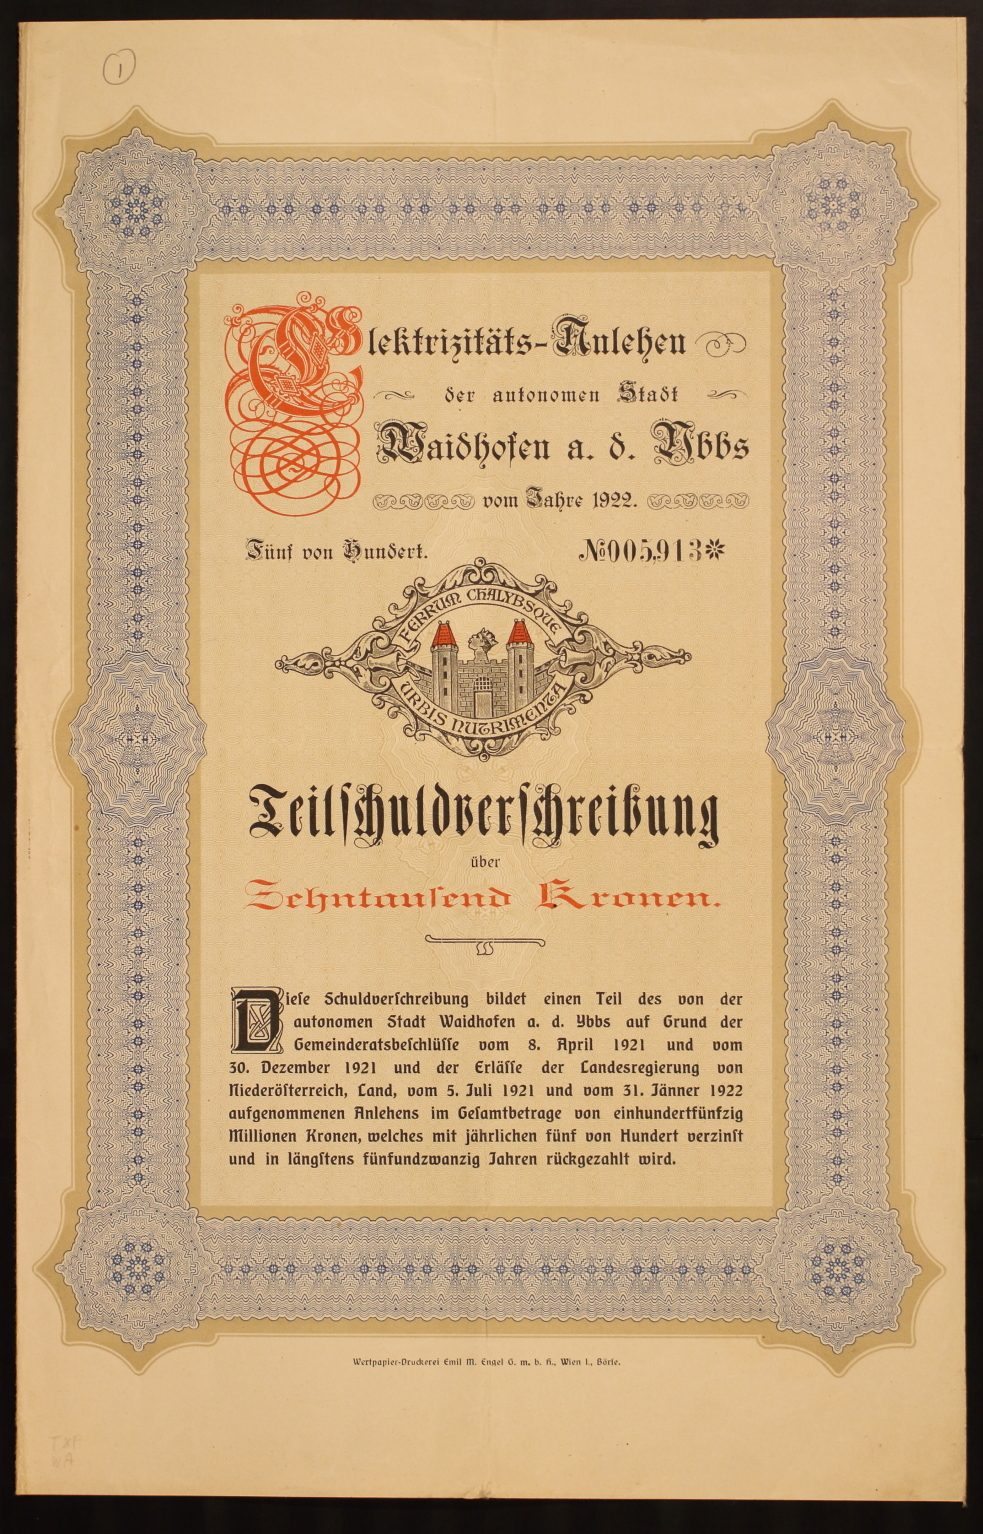 1
Elektrizitäts-Anlehen
der autonomen Stadt
Waidhofen a. d. Ybbs
vom Jahre 1922.
Fünf von Hundert.
№ 005,913
FERRUM CHALYBSQUE
URBIS NUTRIMENTA
Teilſchuldverſchreibung
über
Zehntauſend Kronen.
Dieſe Schuldverſchreibung bildet einen Teil des von der
autonomen Stadt Waidhofen a. d. Ybbs auf Grund der
Gemeinderatsbeſchlüſſe vom 8. April 1921 und vom
30. Dezember 1921 und der Erläſſe der Landesregierung von
Niederöſterreich, Land, vom 5. Juli 1921 und vom 31. Jänner 1922
aufgenommenen Anlehens im Geſamtbetrage von einhundertfünfzig
Millionen Kronen, welches mit jährlichen fünf von Hundert verzinſt
und in längſtens fünfundzwanzig Jahren rückgezahlt wird.
Wertpapier-Druckerei Emil M. Engel G. m. b. H., Wien I., Börſe.